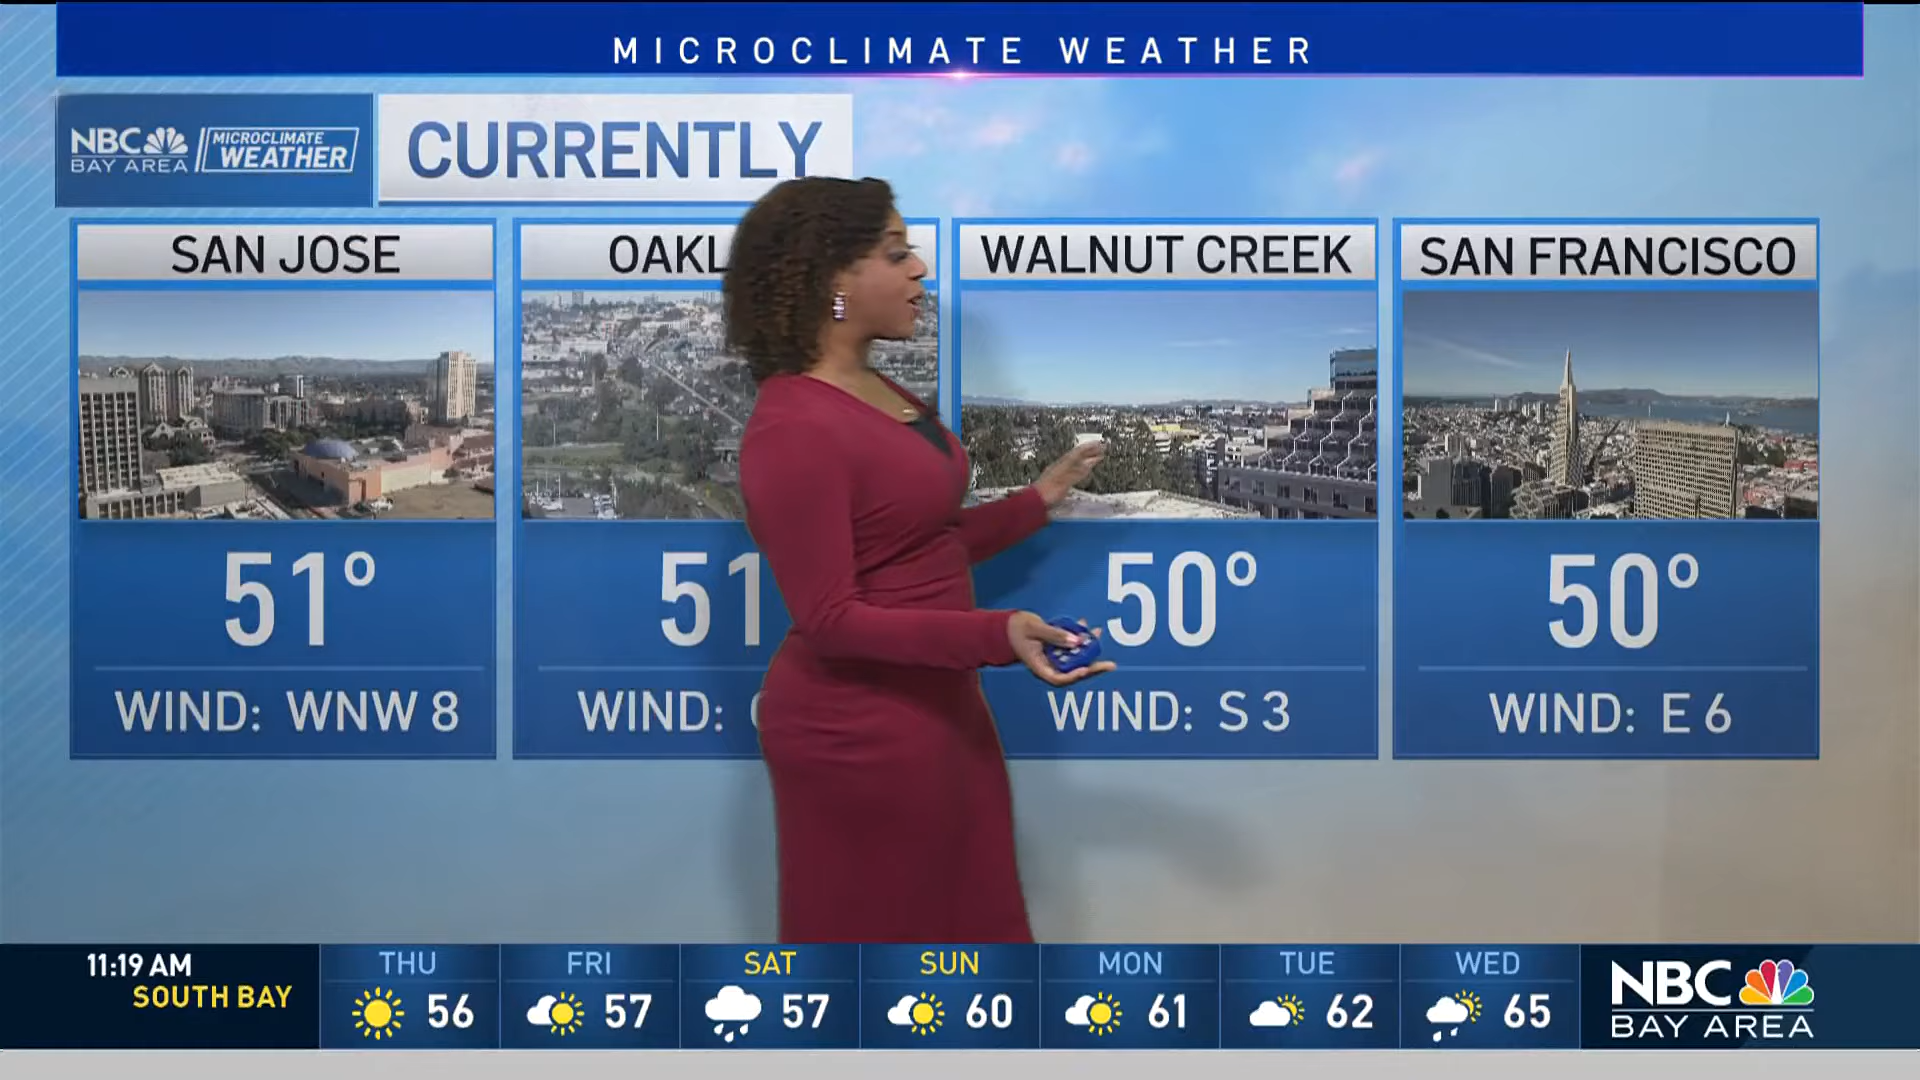 MICROCLIMATE WEATHER
NBC BAY AREA
MICROCLIMATE WEATHER
CURRENTLY
SAN JOSE
51°
WIND: WNW 8
51
WIND:
WALNUT CREEK
50°
WIND: S 3
SAN FRANCISCO
50°
WIND: E 6
11:19 AM
SOUTH BAY
THU
56
FRI
57
SAT
57
SUN
60
MON
61
TUE
62
WED
65
NBC
BAY AREA